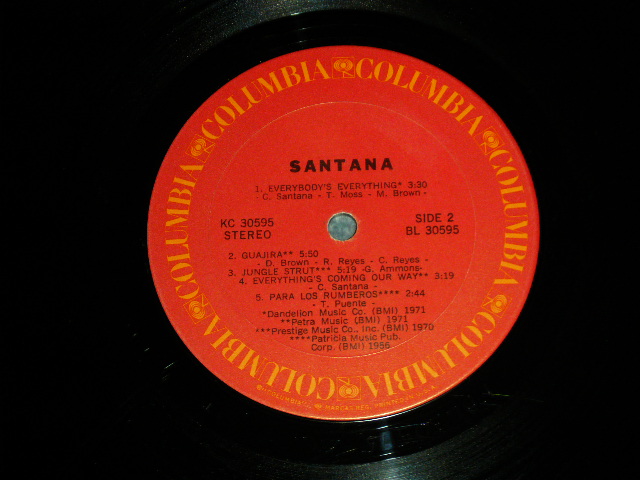 COLUMBIA COLUMBIA COLUMBIA COLUMBIA COLUMBIA COLUMBIA
SANTANA
1. EVERYBODY'S EVERYTHING* 3:30
- C. Santana - T. Moss - M. Brown -
KC 30595
STEREO
SIDE 2
BL 30595
2. GUAJIRA** 5:50
- D. Brown - R. Reyes - C. Reyes -
3. JUNGLE STRUT*** 5:19 -G. Ammons-
4. EVERYTHING'S COMING OUR WAY** 3:19
- C. Santana -
5. PARA LOS RUMBEROS**** 2:44
- T. Puente -
*Dandelion Music Co. (BMI) 1971
**Petra Music (BMI) 1971
***Prestige Music Co., Inc. (BMI) 1970
****Patricia Music Pub.
Corp. (BMI) 1956
MARCAS REG.